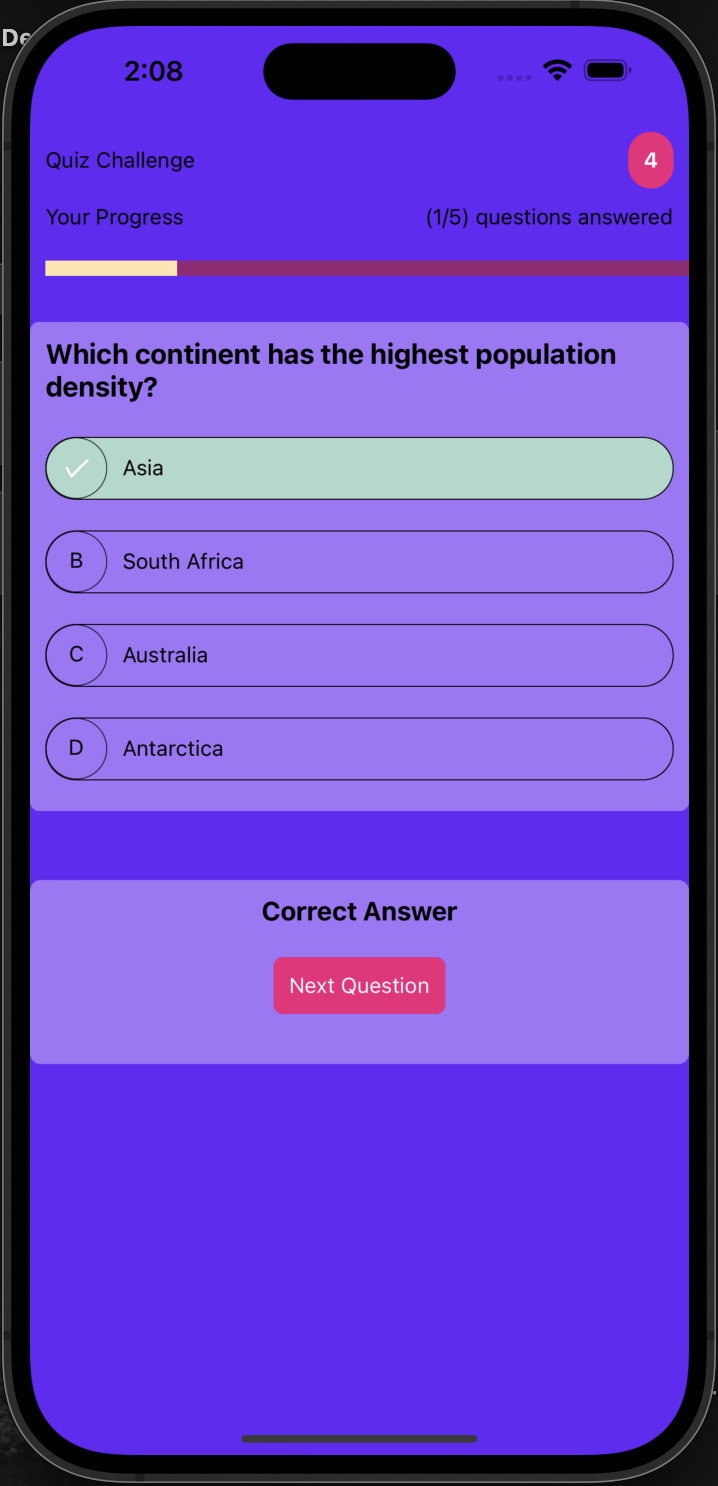 De
2:08
Quiz Challenge
4
Your Progress
(1/5) questions answered
Which continent has the highest population
density?
Asia
B
South Africa
C
Australia
D
Antarctica
Correct Answer
Next Question